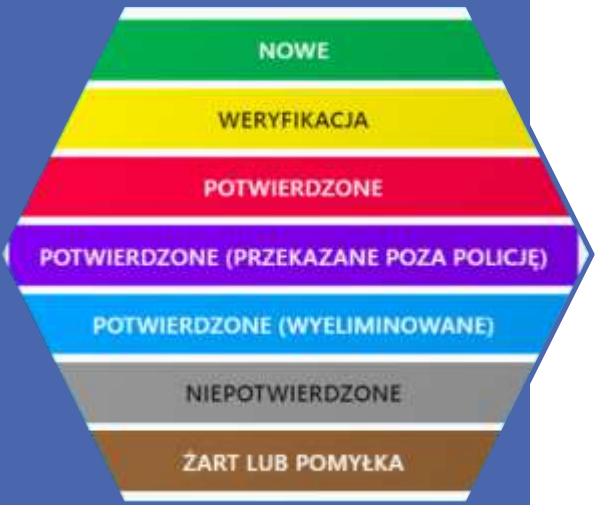 NOWE
WERYFIKACJA
POTWIERDZONE
POTWIERDZONE (PRZEKAZANE POZA POLICJĘ)
POTWIERDZONE (WYELIMINOWANE)
NIEPOTWIERDZONE
ŻART LUB POMYŁKA